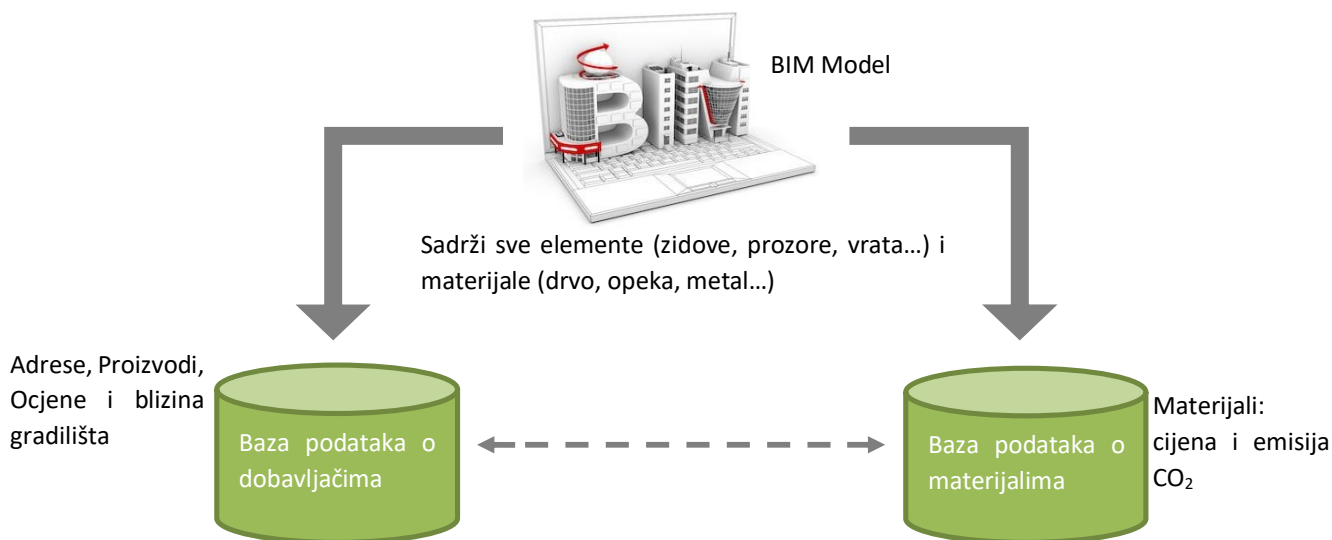 BIM Model
BIM
Sadrži sve elemente (zidove, prozore, vrata…) i
materijale (drvo, opeka, metal…)
Adrese, Proizvodi,
Ocjene i blizina
gradilišta
Baza podataka o
dobavljačima
Baza podataka o
materijalima
Materijali:
cijena i emisija
CO₂